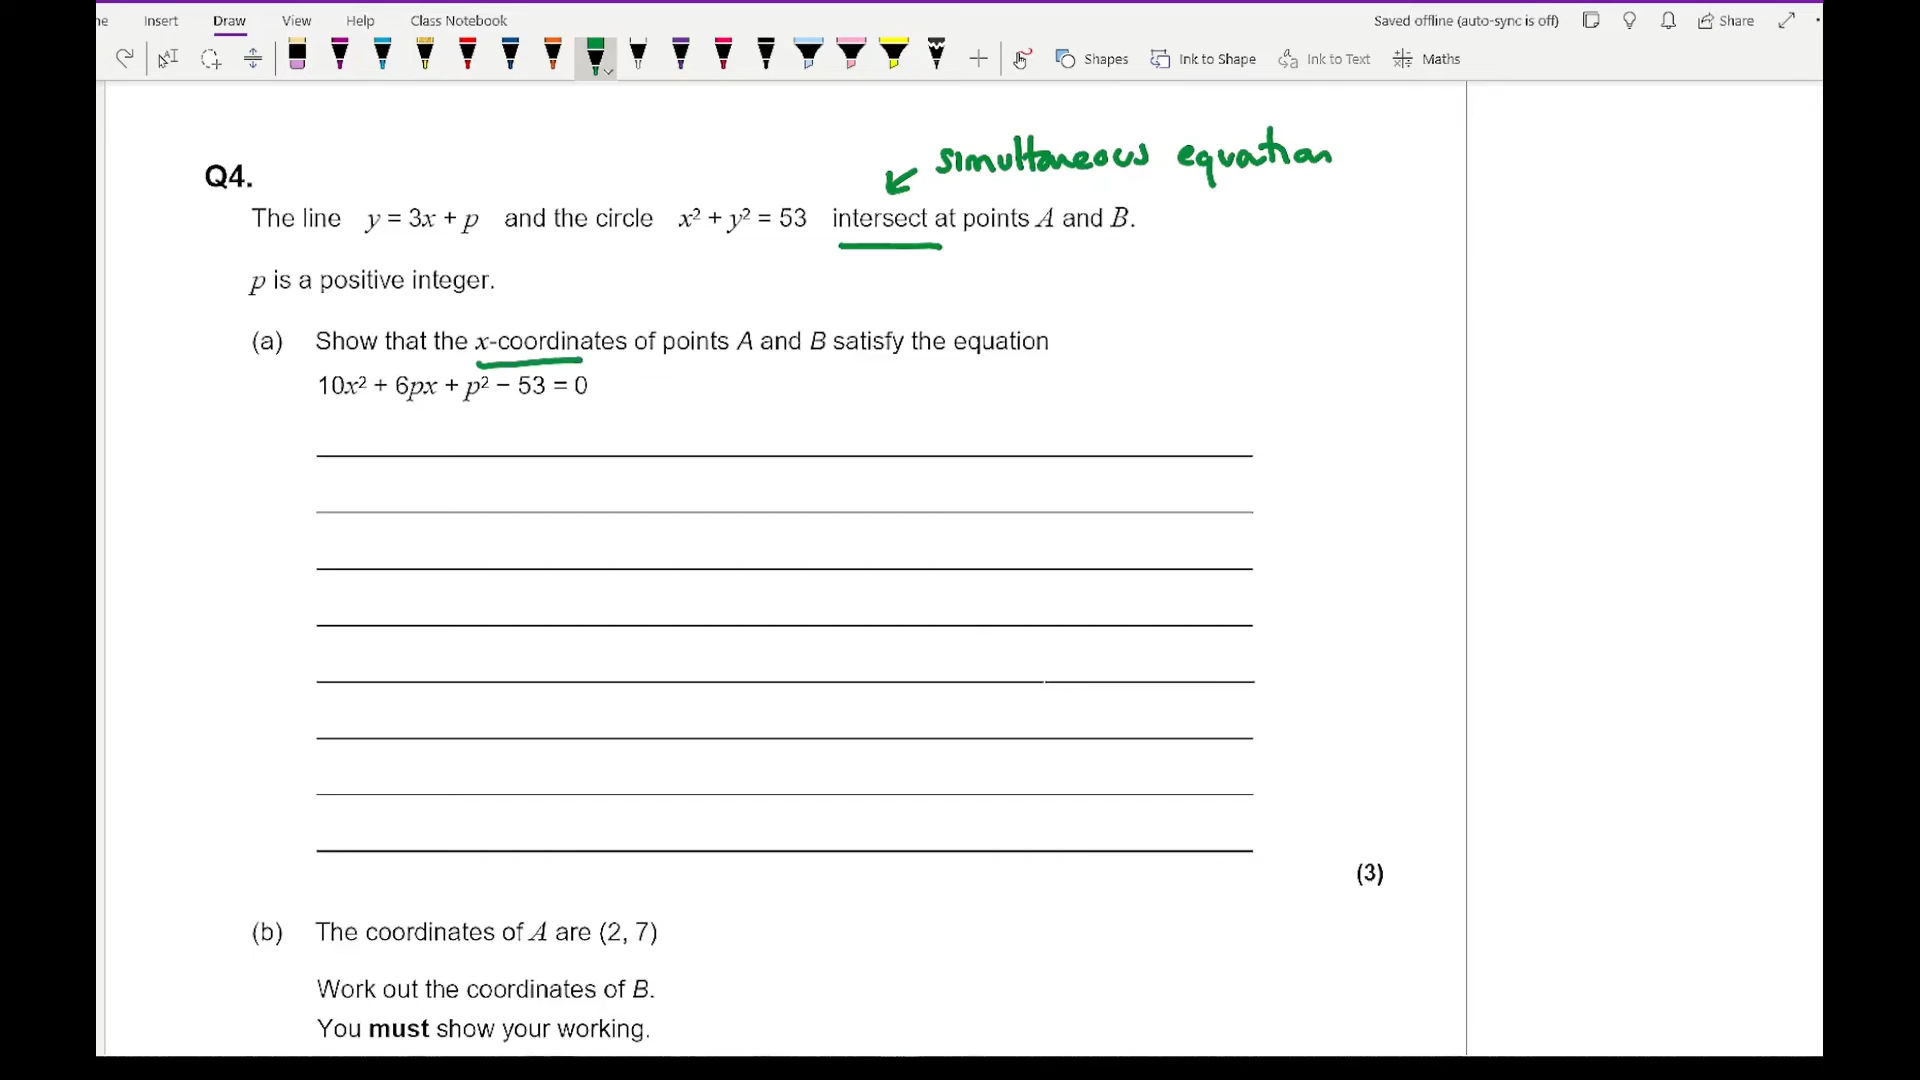 Insert Draw View Help Class Notebook Saved offline (auto-sync is off) Share
Shapes Ink to Shape Ink to Text Maths
simultaneous equation
Q4.
The line y = 3x + p and the circle x² + y² = 53 intersect at points A and B.
p is a positive integer.
(a) Show that the x-coordinates of points A and B satisfy the equation
10x² + 6px + p² − 53 = 0
(3)
(b) The coordinates of A are (2, 7)
Work out the coordinates of B.
You must show your working.